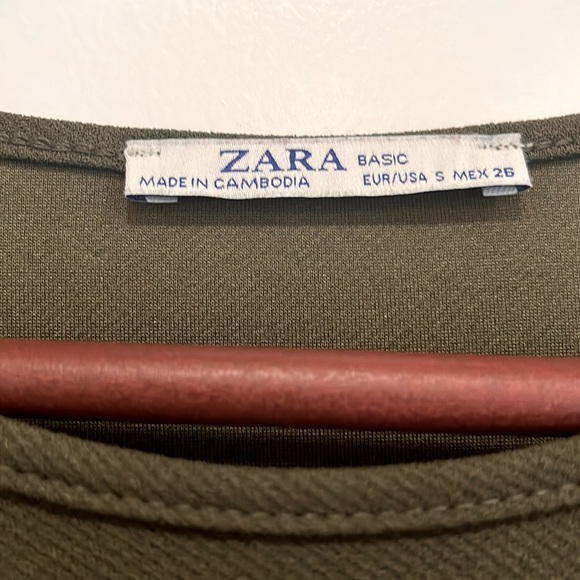 ZARA BASIC
MADE IN CAMBODIA EUR/USA S MEX 26